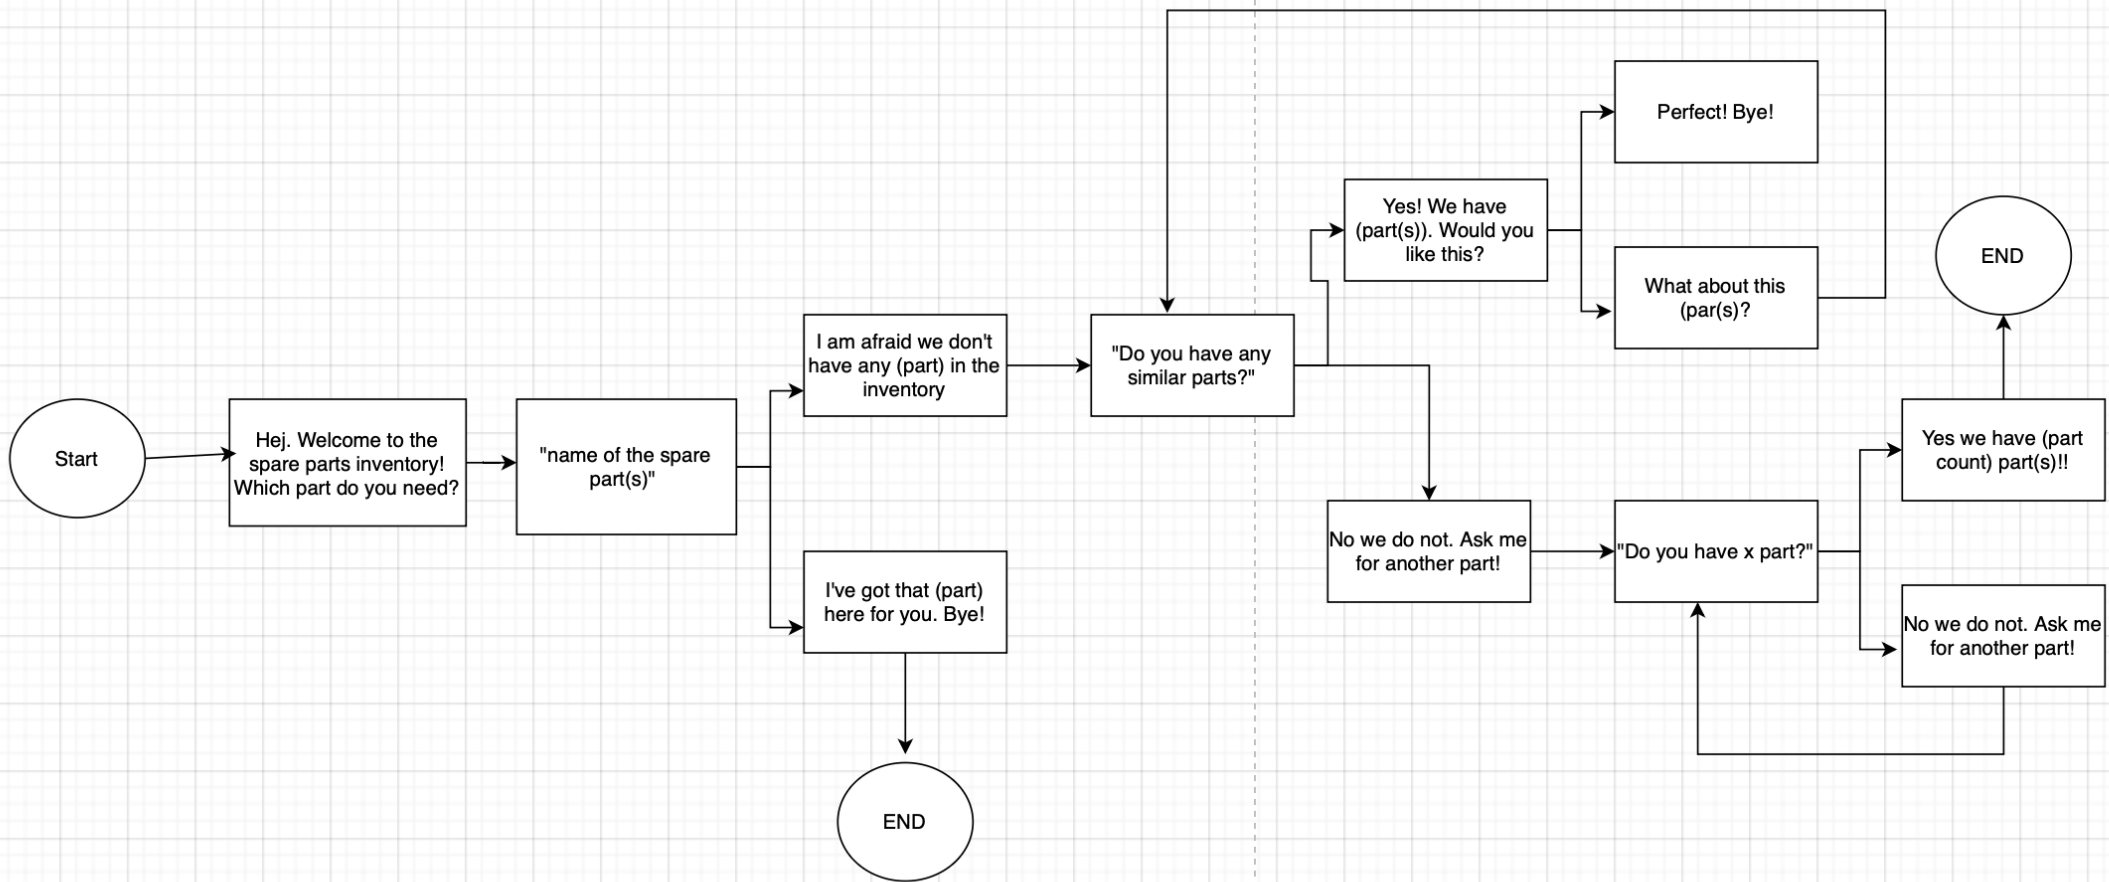 Start
Hej. Welcome to the
spare parts inventory!
Which part do you need?
"name of the spare
part(s)"
I am afraid we don't
have any (part) in the
inventory
I've got that (part)
here for you. Bye!
END
"Do you have any
similar parts?"
Yes! We have
(part(s)). Would you
like this?
Perfect! Bye!
What about this
(par(s)?
No we do not. Ask me
for another part!
"Do you have x part?"
Yes we have (part
count) part(s)!!
END
No we do not. Ask me
for another part!